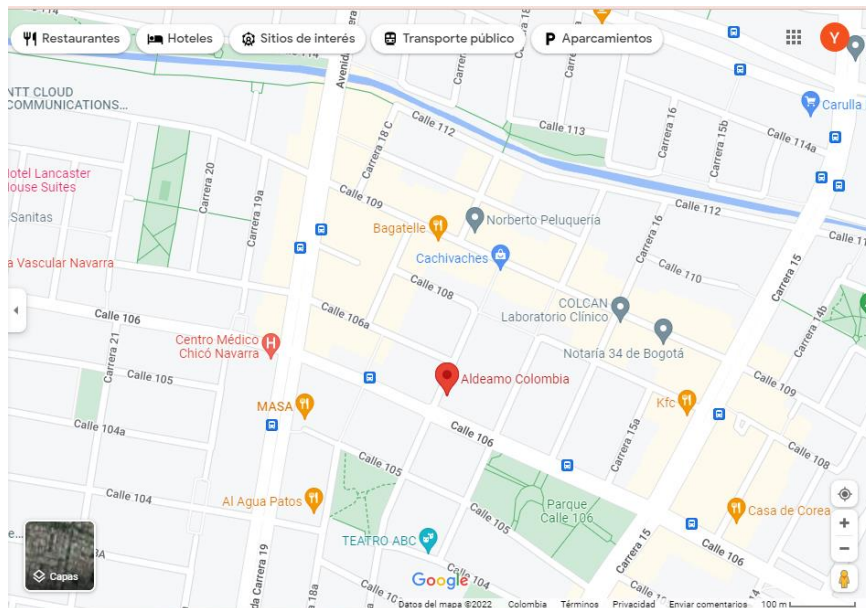 Restaurantes
Hoteles
Sitios de interés
Transporte público
P Aparcamientos
Y
NTT CLOUD
COMMUNICATIONS...
Avenida
Carrera 18 C
Calle 112
Calle 113
Carrera 16
Carrera 15b
Carulla
Calle 114a
Hotel Lancaster
House Suites
Carrera 20
Carrera 19a
Sanitas
Calle 109
Bagatelle
Norberto Peluquería
Cachivaches
Carrera 16
Calle 112
Calle 11
a Vascular Navarra
Calle 108
Calle 110
Carrera 15
Carrera 14b
COLCAN
Laboratorio Clínico
Calle 106
Calle 106a
Centro Médico
Chicó Navarra
H
Notaría 34 de Bogotá
Carrera 21
Calle 105
Aldeamo Colombia
Calle 109
MASA
Kfc
Calle 104a
Calle 106
Carrera 15a
Calle 108
Calle 105
Calle 104
Al Agua Patos
Parque
Calle 106
Casa de Corea
Calle 105
TEATRO ABC
Carrera 15
Calle 106
Avenida Carrera 19
18a
Calle 104
Capas
Google
Datos del mapa ©2022 Colombia Términos Privacidad Enviar comentarios 100 m